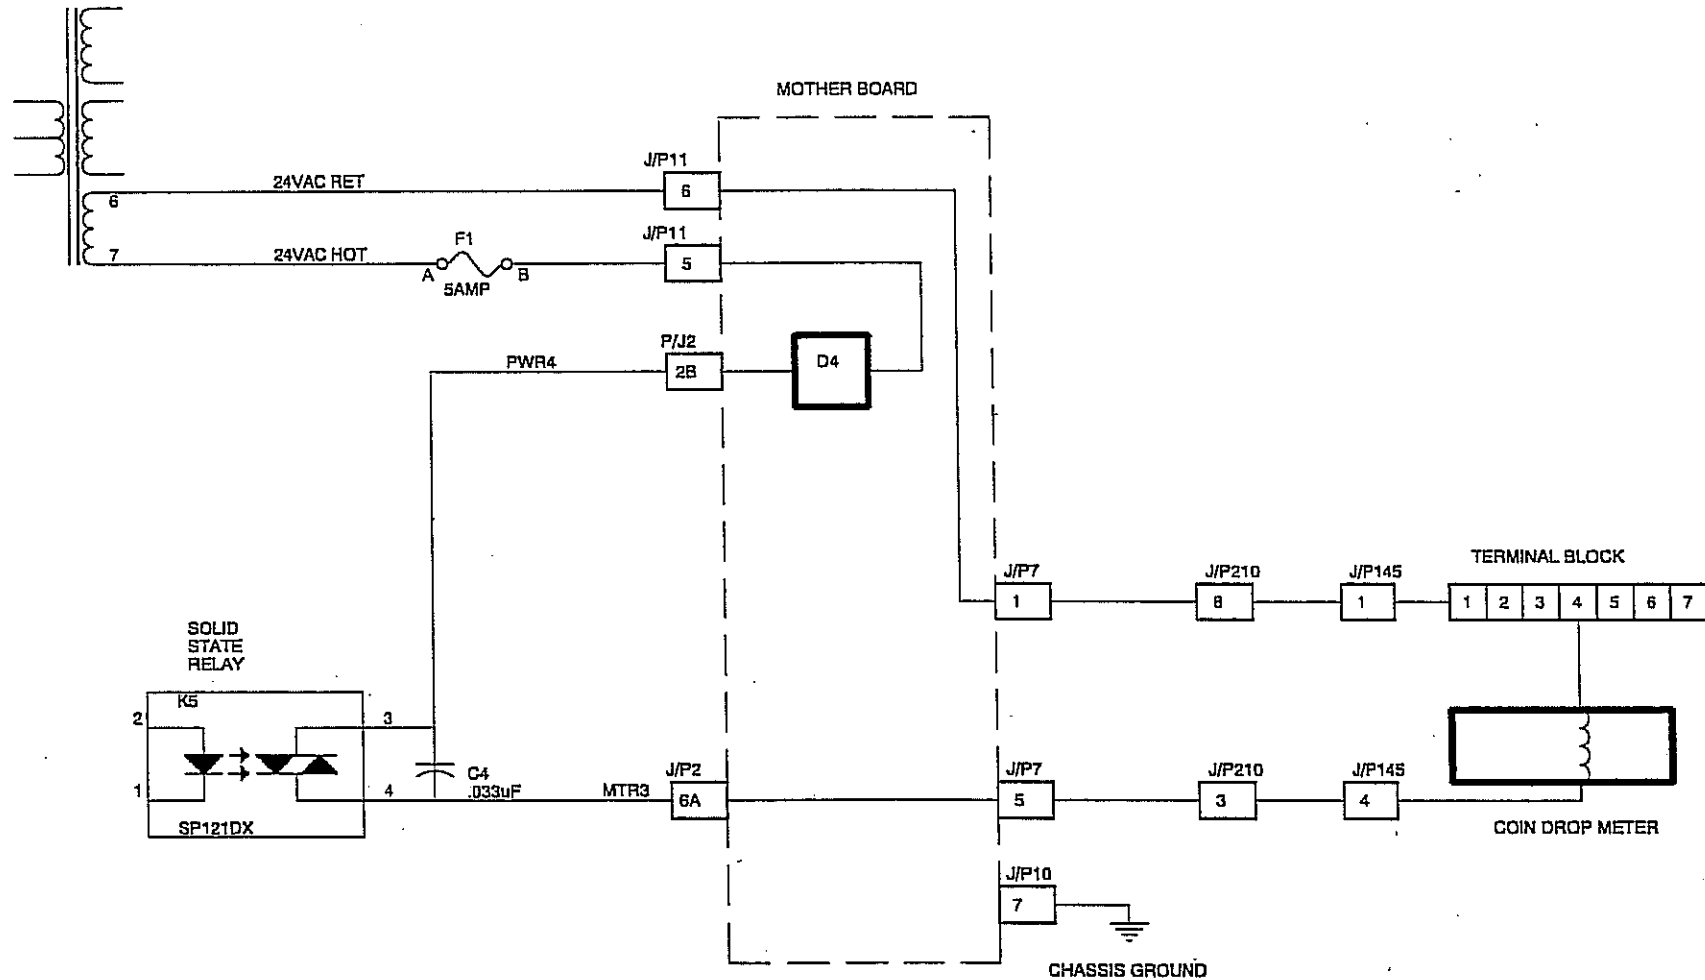 MOTHER BOARD
J/P11
24VAC RET
6
6
J/P11
F1
7
24VAC HOT
5
A
B
5AMP
P/J2
D4
PWR4
2B
TERMINAL BLOCK
J/P7
J/P210
J/P145
1
8
1
1 2 3 4 5 6 7
SOLID
STATE
RELAY
K5
2
3
J/P2
J/P7
J/P210
J/P145
C4
.033uF
1
4
MTR3
6A
5
3
4
SP121DX
COIN DROP METER
J/P10
7
CHASSIS GROUND